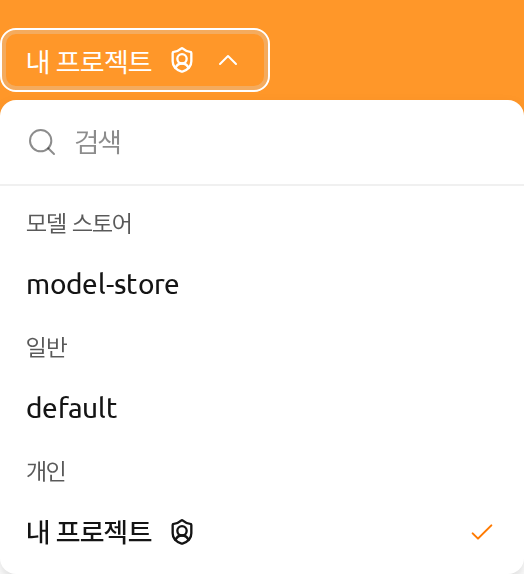 내 프로젝트
검색
모델 스토어
model-store
일반
default
개인
내 프로젝트